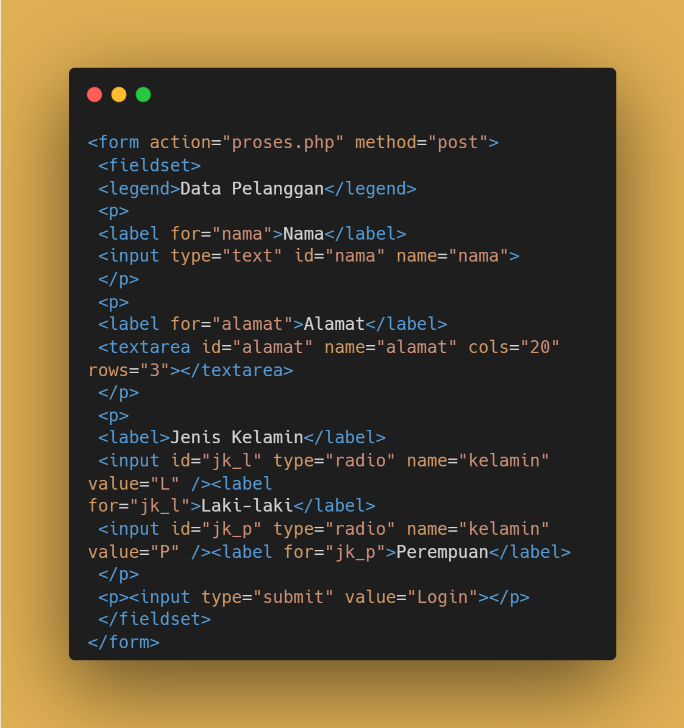 <form action="proses.php" method="post">
<fieldset>
<legend>Data Pelanggan</legend>
<p>
<label for="nama">Nama</label>
<input type="text" id="nama" name="nama">
</p>
<p>
<label for="alamat">Alamat</label>
<textarea id="alamat" name="alamat" cols="20"
rows="3"></textarea>
</p>
<p>
<label>Jenis Kelamin</label>
<input id="jk_l" type="radio" name="kelamin"
value="L" /><label
for="jk_l">Laki-laki</label>
<input id="jk_p" type="radio" name="kelamin"
value="P" /><label for="jk_p">Perempuan</label>
</p>
<p><input type="submit" value="Login"></p>
</fieldset>
</form>